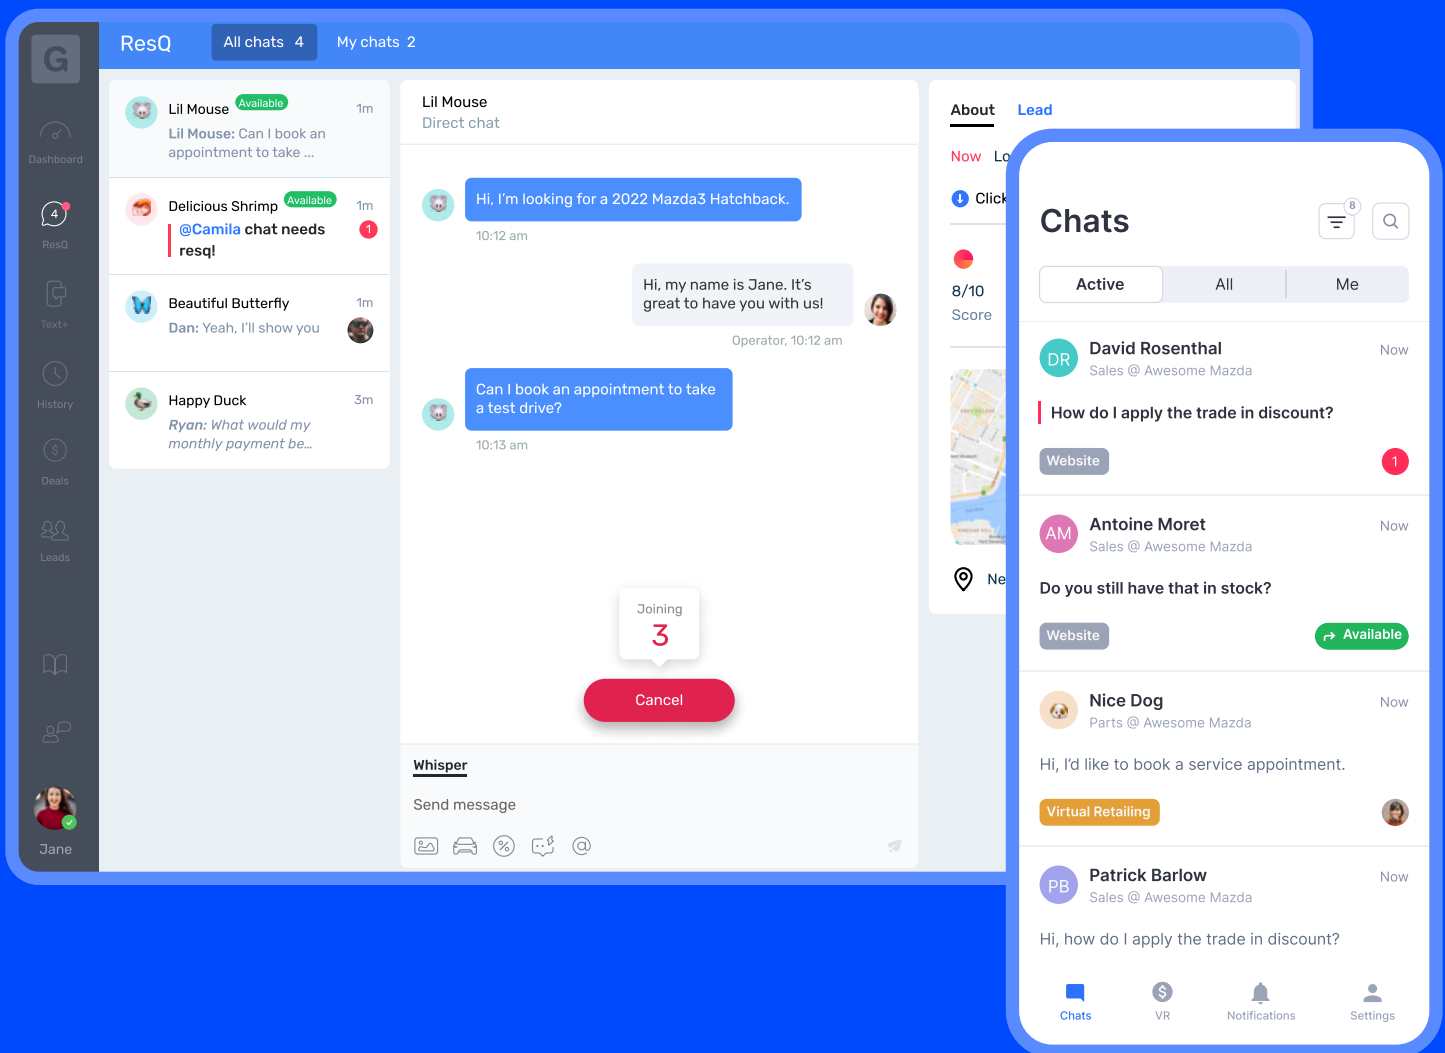 G
Dashboard
4
ResQ
Text+
History
Deals
Leads
Jane
ResQ
All chats 4
My chats 2
Lil Mouse Available 1m
Lil Mouse: Can I book an
appointment to take ...
Delicious Shrimp Available 1m
@Camila chat needs 1
resq!
Beautiful Butterfly 1m
Dan: Yeah, I'll show you
Happy Duck 3m
Ryan: What would my
monthly payment be...
Lil Mouse
Direct chat
Hi, I'm looking for a 2022 Mazda3 Hatchback.
10:12 am
Hi, my name is Jane. It's
great to have you with us!
Operator, 10:12 am
Can I book an appointment to take
a test drive?
10:13 am
Joining
3
Cancel
Whisper
Send message
About Lead
Now Lo
Click
8/10
Score
Ne
Chats
8
Active All Me
David Rosenthal Now
Sales @ Awesome Mazda
How do I apply the trade in discount?
Website 1
Antoine Moret Now
AM
Sales @ Awesome Mazda
Do you still have that in stock?
Website Available
Nice Dog Now
Parts @ Awesome Mazda
Hi, I'd like to book a service appointment.
Virtual Retailing
Patrick Barlow Now
PB
Sales @ Awesome Mazda
Hi, how do I apply the trade in discount?
Chats VR Notifications Settings
DR